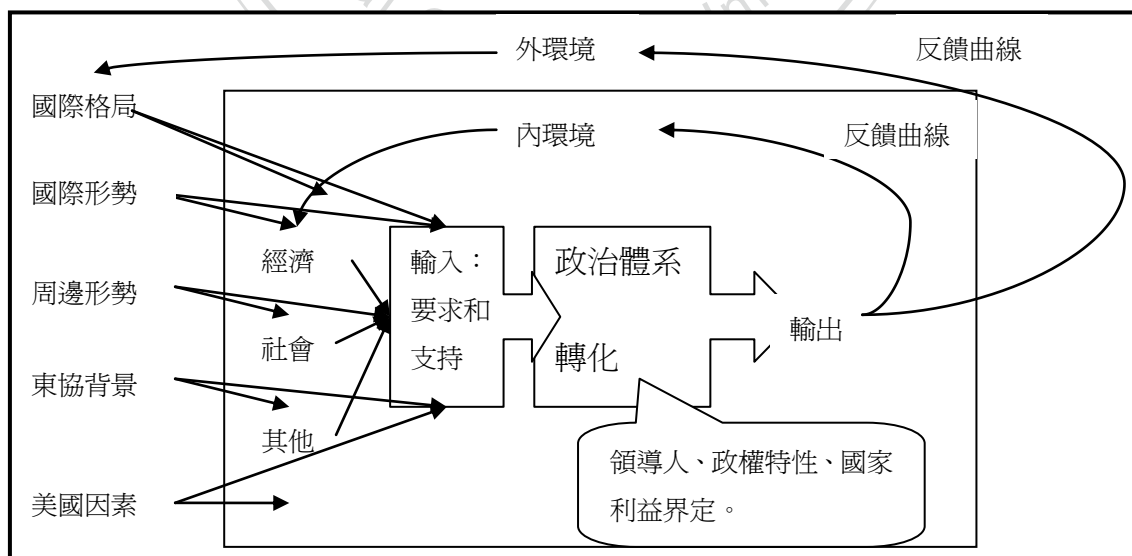 外環境
反饋曲線
國際格局
內環境
反饋曲線
國際形勢
經濟
輸入：
要求和
支持
政治體系
轉化
周邊形勢
社會
輸出
東協背景
其他
領導人、政權特性、國家
利益界定。
美國因素